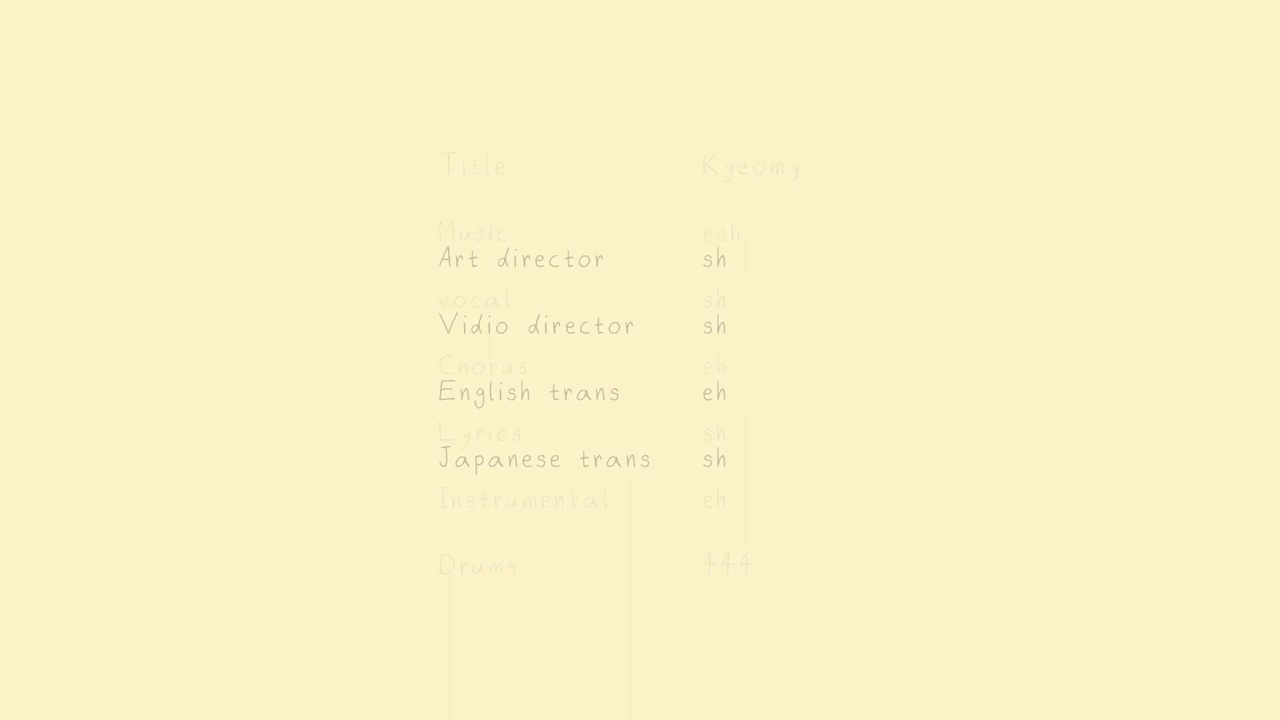 Title Kyeomy
Music esh
Art director sh
vocal sh
Vidio director sh
Chorus eh
English trans eh
Lyrics sh
Japanese trans sh
Instrumental eh
Drums 444